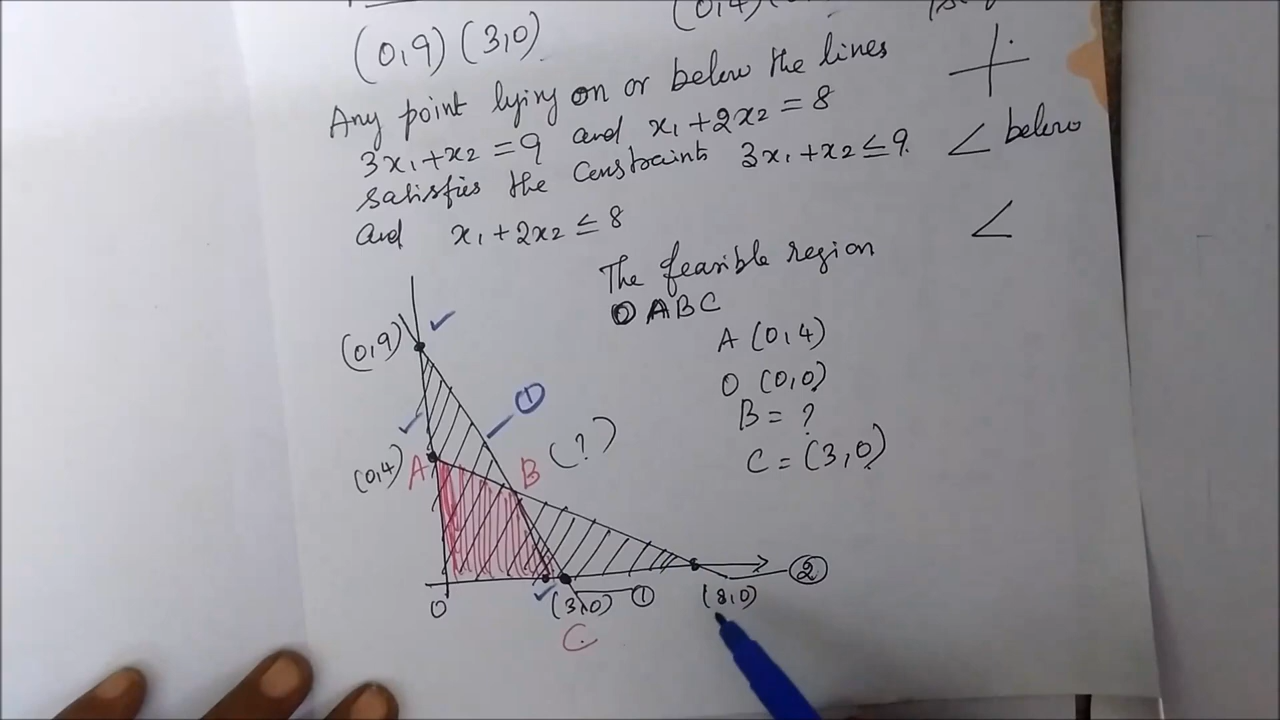 (0,9) (3,0)
(0,4)
Any point lying on or below the lines
3x₁+x₂ = 9 and x₁+2x₂ = 8
satisfies the constraints 3x₁+x₂ ≤ 9.
< below
and x₁+2x₂ ≤ 8
<
The feasible region
OABC
A (0,4)
O (0,0)
B = ?
C = (3,0)
(0,9)
①
(0,4) A
B (?)
O
(3,0) ①
(8,0)
②
C